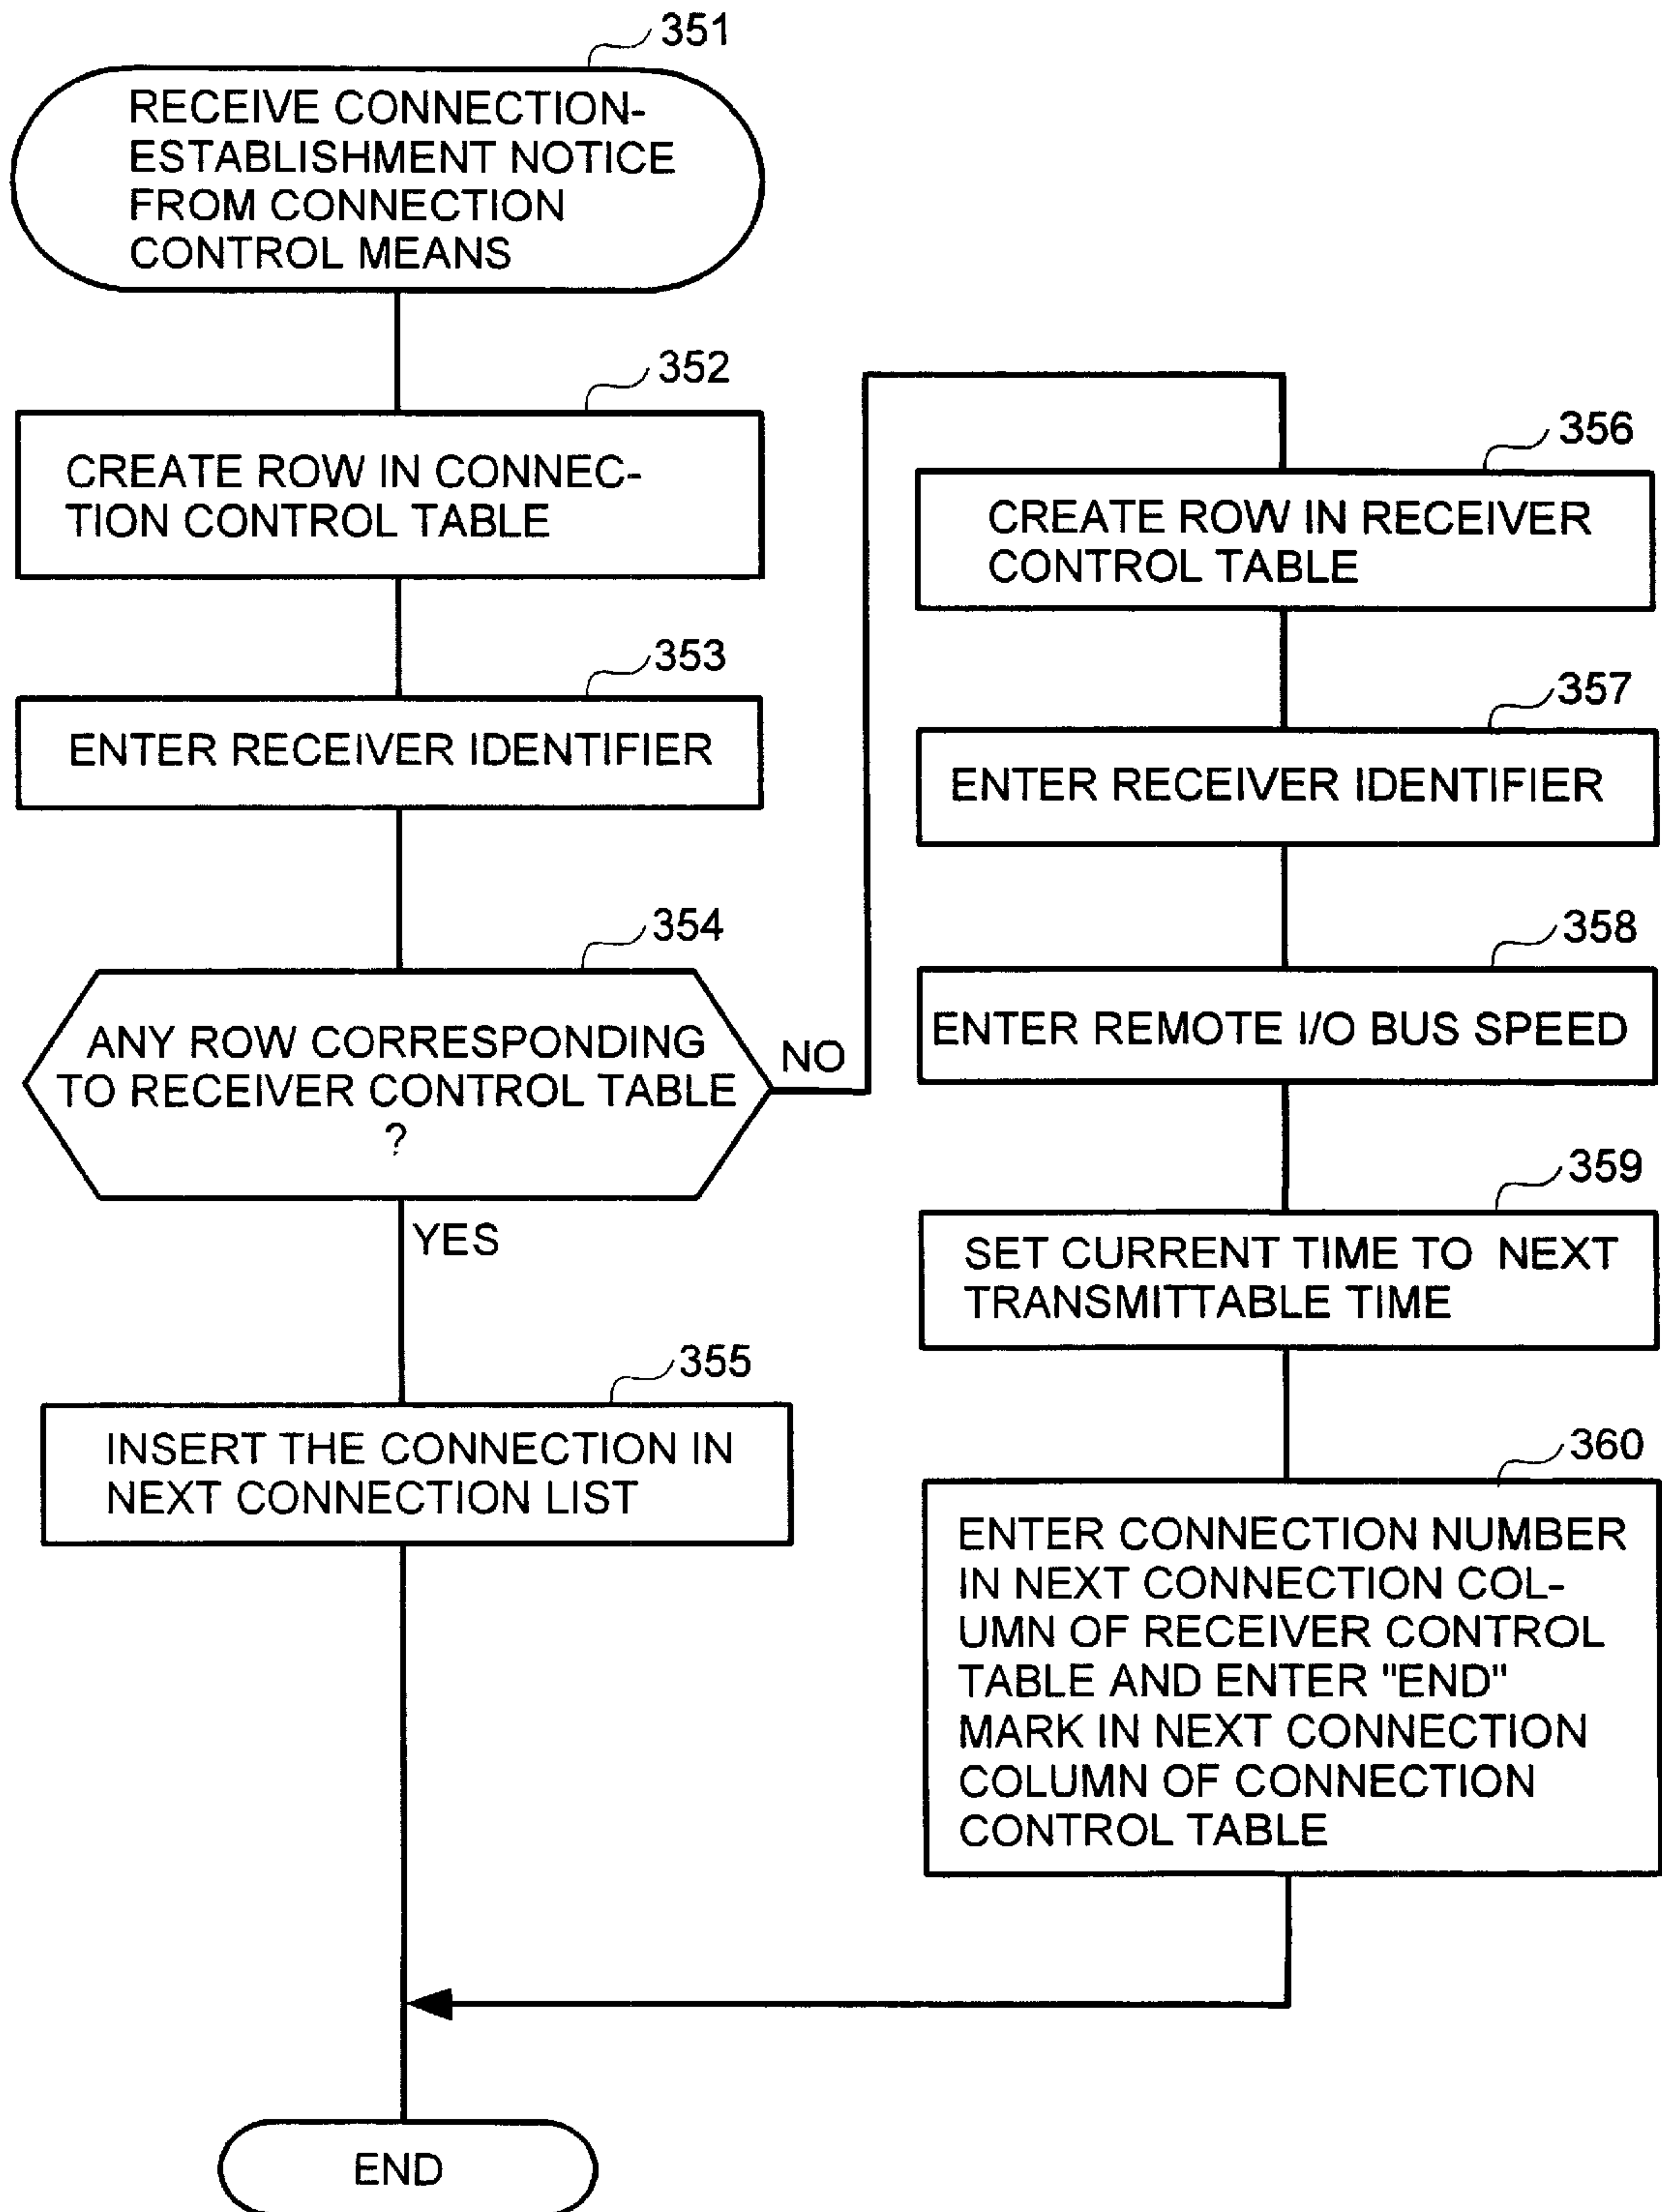 351
RECEIVE CONNECTION-
ESTABLISHMENT NOTICE
FROM CONNECTION
CONTROL MEANS
352
CREATE ROW IN CONNEC-
TION CONTROL TABLE
353
ENTER RECEIVER IDENTIFIER
354
ANY ROW CORRESPONDING
TO RECEIVER CONTROL TABLE
?
NO
YES
355
INSERT THE CONNECTION IN
NEXT CONNECTION LIST
356
CREATE ROW IN RECEIVER
CONTROL TABLE
357
ENTER RECEIVER IDENTIFIER
358
ENTER REMOTE I/O BUS SPEED
359
SET CURRENT TIME TO NEXT
TRANSMITTABLE TIME
360
ENTER CONNECTION NUMBER
IN NEXT CONNECTION COL-
UMN OF RECEIVER CONTROL
TABLE AND ENTER "END"
MARK IN NEXT CONNECTION
COLUMN OF CONNECTION
CONTROL TABLE
END